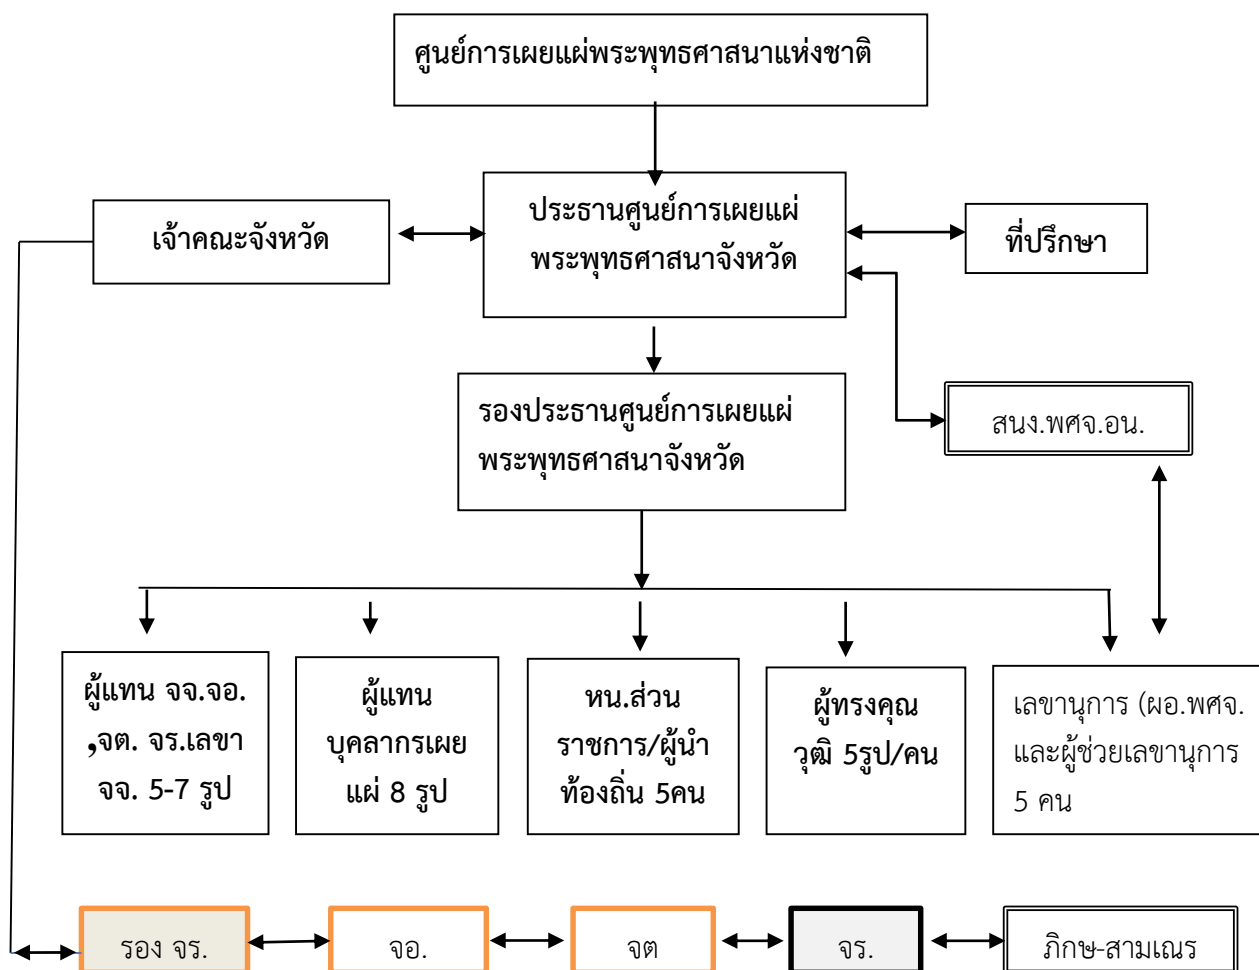 ศูนย์การเผยแผ่พระพุทธศาสนาแห่งชาติ
เจ้าคณะจังหวัด
ประธานศูนย์การเผยแผ่
พระพุทธศาสนาจังหวัด
ที่ปรึกษา
รองประธานศูนย์การเผยแผ่
พระพุทธศาสนาจังหวัด
สนง.พศจ.อน.
ผู้แทน จจ.จอ.
,จต. จร.เลขา
จจ. 5-7 รูป
ผู้แทน
บุคลากรเผย
แผ่ 8 รูป
หน.ส่วน
ราชการ/ผู้นำ
ท้องถิ่น 5คน
ผู้ทรงคุณ
วุฒิ 5รูป/คน
เลขานุการ (ผอ.พศจ.
และผู้ช่วยเลขานุการ
5 คน
รอง จร.
จอ.
จต
จร.
ภิกษ-สามเณร